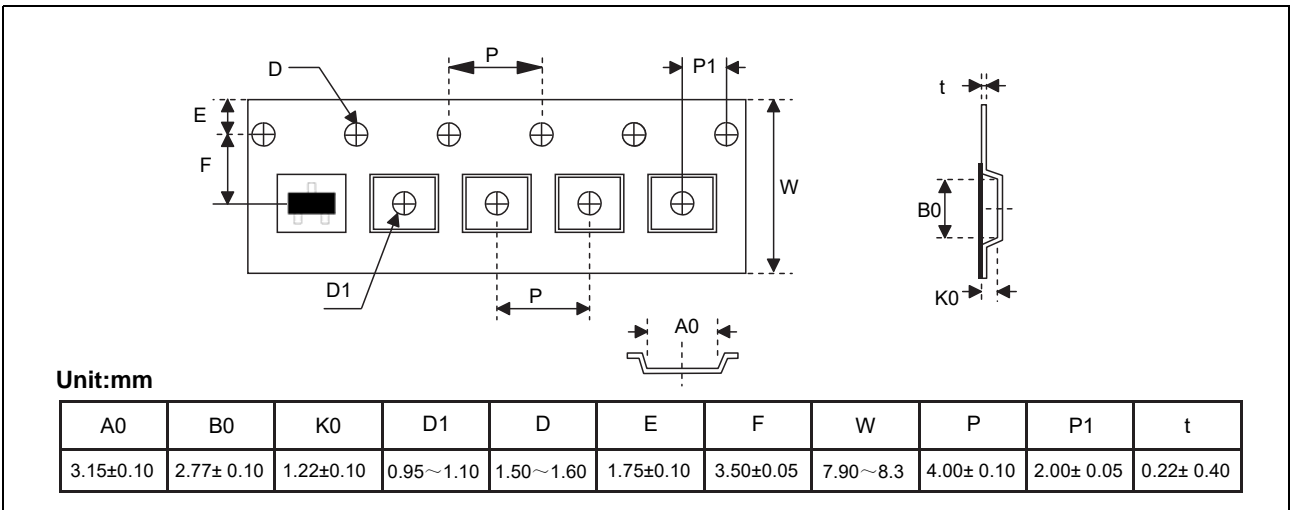 D
P
P1
t
E
F
W
B0
D1
P
K0
A0
Unit:mm
A0 B0 K0 D1 D E F W P P1 t
3.15±0.10 2.77± 0.10 1.22±0.10 0.95～1.10 1.50～1.60 1.75±0.10 3.50±0.05 7.90～8.3 4.00± 0.10 2.00± 0.05 0.22± 0.40